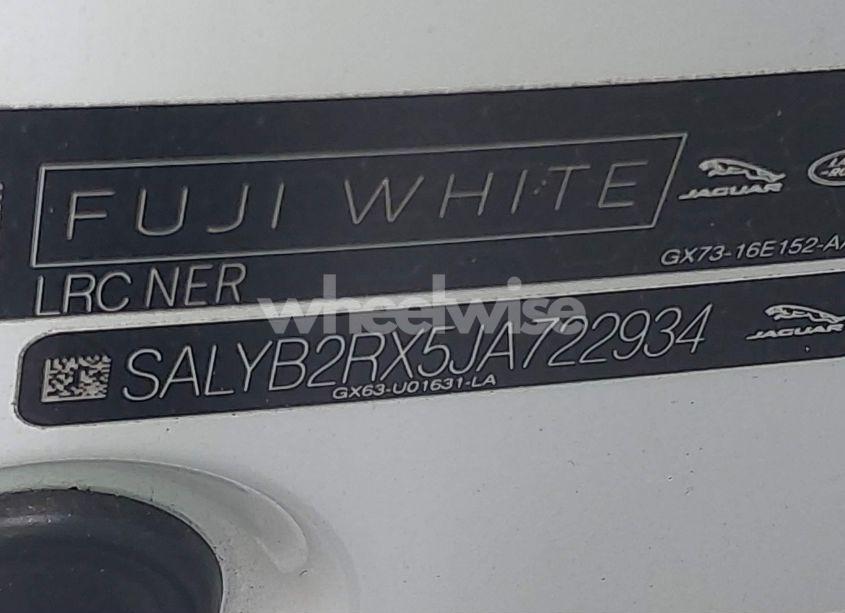 FUJI WHITE
JAGUAR
GX73-16E152-A
LRC NER
wheelwise
SALYB2RX5JA722934
JAGUAR
GX63-U01631-LA